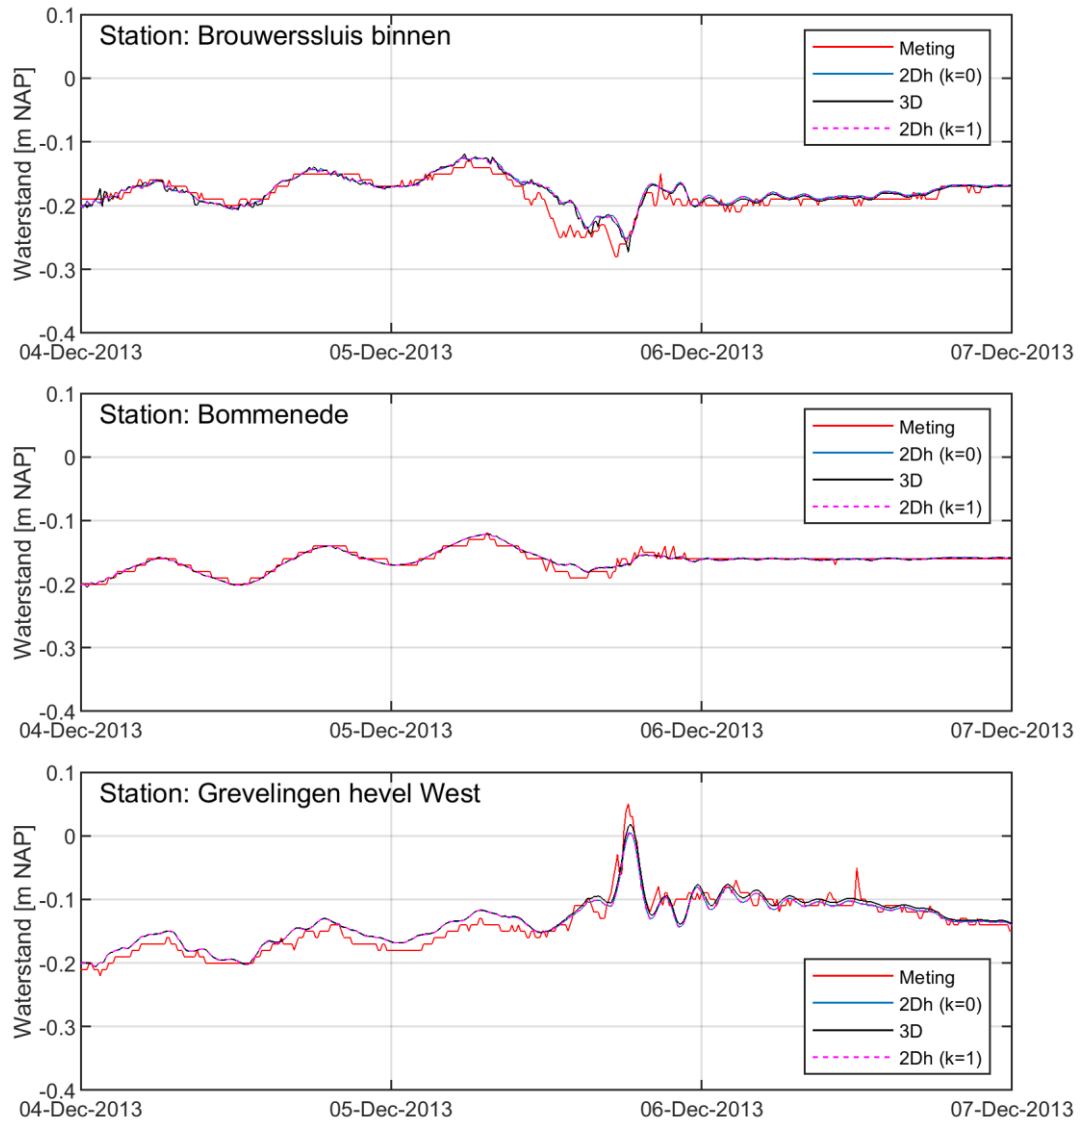 Station: Brouwerssluis binnen
Meting
2Dh (k=0)
3D
2Dh (k=1)
Waterstand [m NAP]
0.1
0
-0.1
-0.2
-0.3
-0.4
04-Dec-2013 05-Dec-2013 06-Dec-2013 07-Dec-2013
Station: Bommenede
Meting
2Dh (k=0)
3D
2Dh (k=1)
Waterstand [m NAP]
0.1
0
-0.1
-0.2
-0.3
-0.4
04-Dec-2013 05-Dec-2013 06-Dec-2013 07-Dec-2013
Station: Grevelingen hevel West
Meting
2Dh (k=0)
3D
2Dh (k=1)
Waterstand [m NAP]
0.1
0
-0.1
-0.2
-0.3
-0.4
04-Dec-2013 05-Dec-2013 06-Dec-2013 07-Dec-2013